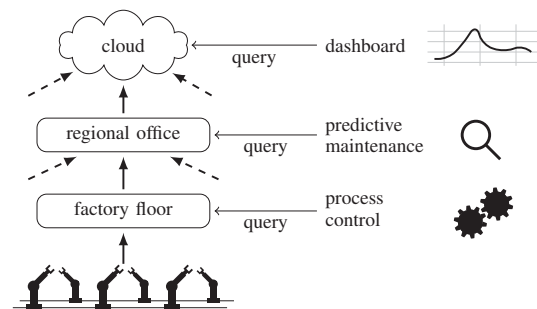 cloud
query
dashboard
regional office
query
predictive
maintenance
factory floor
query
process
control